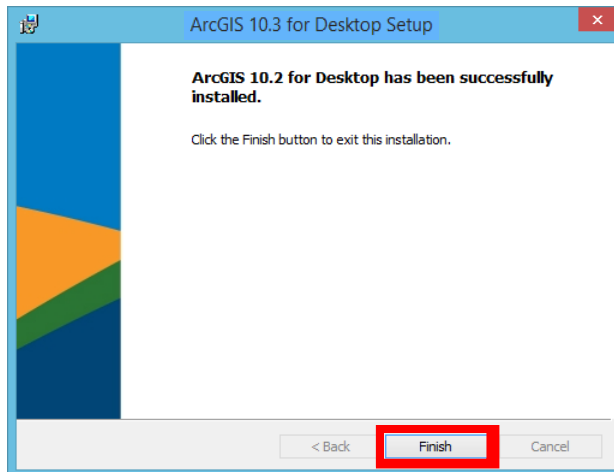 ArcGIS 10.3 for Desktop Setup
ArcGIS 10.2 for Desktop has been successfully
installed.
Click the Finish button to exit this installation.
< Back Finish Cancel